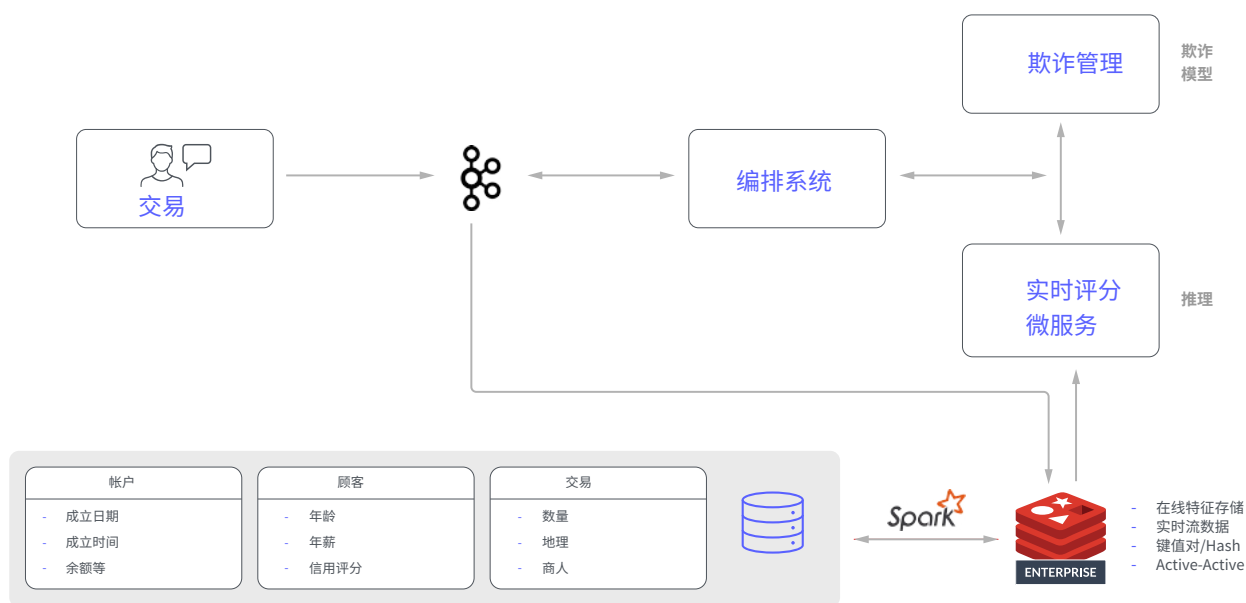 欺诈管理
欺诈
模型
交易
编排系统
实时评分
微服务
推理
帐户
- 成立日期
- 成立时间
- 余额等
顾客
- 年龄
- 年薪
- 信用评分
交易
- 数量
- 地理
- 商人
Spark
ENTERPRISE
- 在线特征存储
- 实时流数据
- 键值对/Hash
- Active-Active